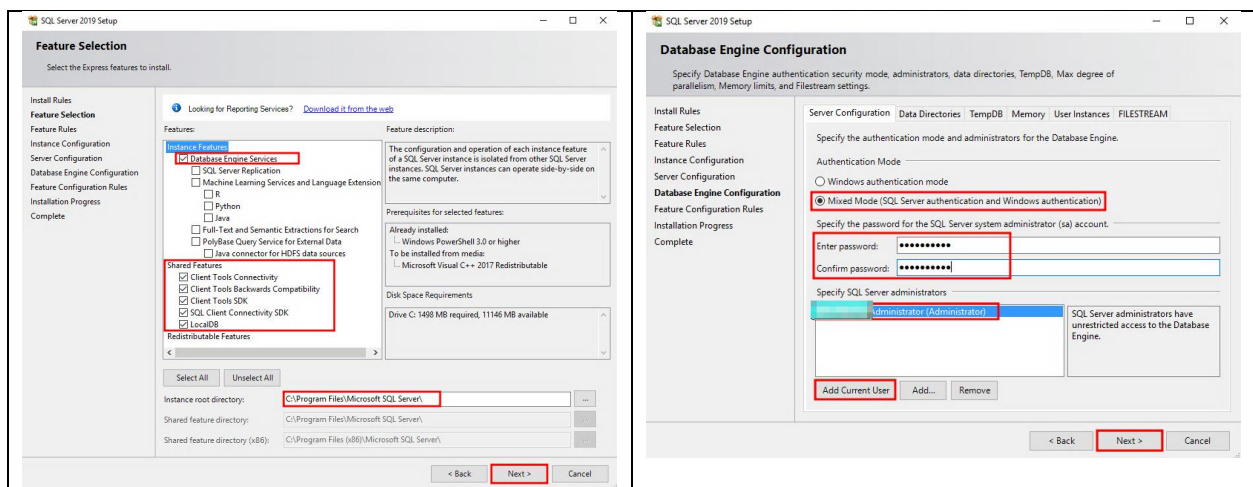 SQL Server 2019 Setup
Feature Selection
Select the Express features to install.
Install Rules
Feature Selection
Feature Rules
Instance Configuration
Server Configuration
Database Engine Configuration
Feature Configuration Rules
Installation Progress
Complete
Looking for Reporting Services? Download it from the web
Features:
Instance Features
Database Engine Services
SQL Server Replication
Machine Learning Services and Language Extension
R
Python
Java
Full-Text and Semantic Extractions for Search
PolyBase Query Service for External Data
Java connector for HDFS data sources
Shared Features
Client Tools Connectivity
Client Tools Backwards Compatibility
Client Tools SDK
SQL Client Connectivity SDK
LocalDB
Redistributable Features
Feature description:
The configuration and operation of each instance feature
of a SQL Server instance is isolated from other SQL Server
instances. SQL Server instances can operate side-by-side on
the same computer.
Prerequisites for selected features:
Already installed:
Windows PowerShell 3.0 or higher
To be installed from media:
Microsoft Visual C++ 2017 Redistributable
Disk Space Requirements
Drive C: 1498 MB required, 11146 MB available
Select All Unselect All
Instance root directory: C:\Program Files\Microsoft SQL Server\ ...
Shared feature directory: C:\Program Files\Microsoft SQL Server\ ...
Shared feature directory (x86): C:\Program Files (x86)\Microsoft SQL Server\ ...
< Back Next > Cancel
SQL Server 2019 Setup
Database Engine Configuration
Specify Database Engine authentication security mode, administrators, data directories, TempDB, Max degree of
parallelism, Memory limits, and Filestream settings.
Install Rules
Feature Selection
Feature Rules
Instance Configuration
Server Configuration
Database Engine Configuration
Feature Configuration Rules
Installation Progress
Complete
Server Configuration Data Directories TempDB Memory User Instances FILESTREAM
Specify the authentication mode and administrators for the Database Engine.
Authentication Mode
Windows authentication mode
Mixed Mode (SQL Server authentication and Windows authentication)
Specify the password for the SQL Server system administrator (sa) account.
Enter password: ●●●●●●●●●●
Confirm password: ●●●●●●●●●●
Specify SQL Server administrators
Administrator (Administrator)
SQL Server administrators have
unrestricted access to the Database
Engine.
Add Current User Add... Remove
< Back Next > Cancel